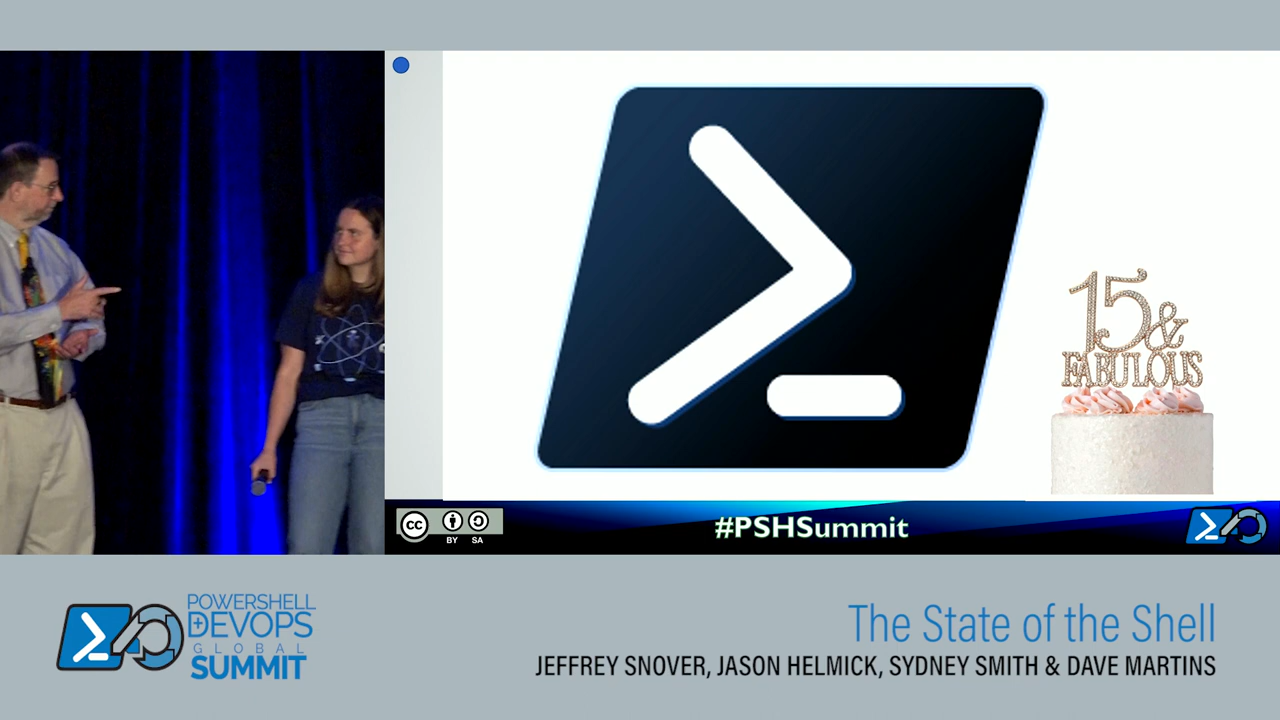 15&
FABULOUS
cc
BY SA
#PSHSummit
POWERSHELL
+DEVOPS
GLOBAL
SUMMIT
The State of the Shell
JEFFREY SNOVER, JASON HELMICK, SYDNEY SMITH & DAVE MARTINS